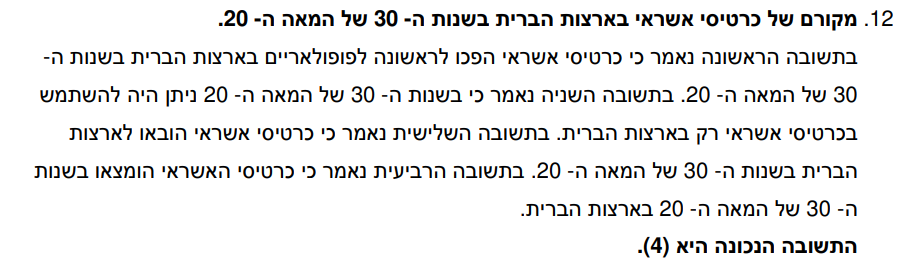 12. מקורם של כרטיסי אשראי בארצות הברית בשנות ה- 30 של המאה ה- 20.
בתשובה הראשונה נאמר כי כרטיסי אשראי הפכו לראשונה לפופולאריים בארצות הברית בשנות ה-
30 של המאה ה- 20. בתשובה השניה נאמר כי בשנות ה- 30 של המאה ה- 20 ניתן היה להשתמש
בכרטיסי אשראי רק בארצות הברית. בתשובה השלישית נאמר כי כרטיסי אשראי הובאו לארצות
הברית בשנות ה- 30 של המאה ה- 20. בתשובה הרביעית נאמר כי כרטיסי האשראי הומצאו בשנות
ה- 30 של המאה ה- 20 בארצות הברית.
התשובה הנכונה היא (4).